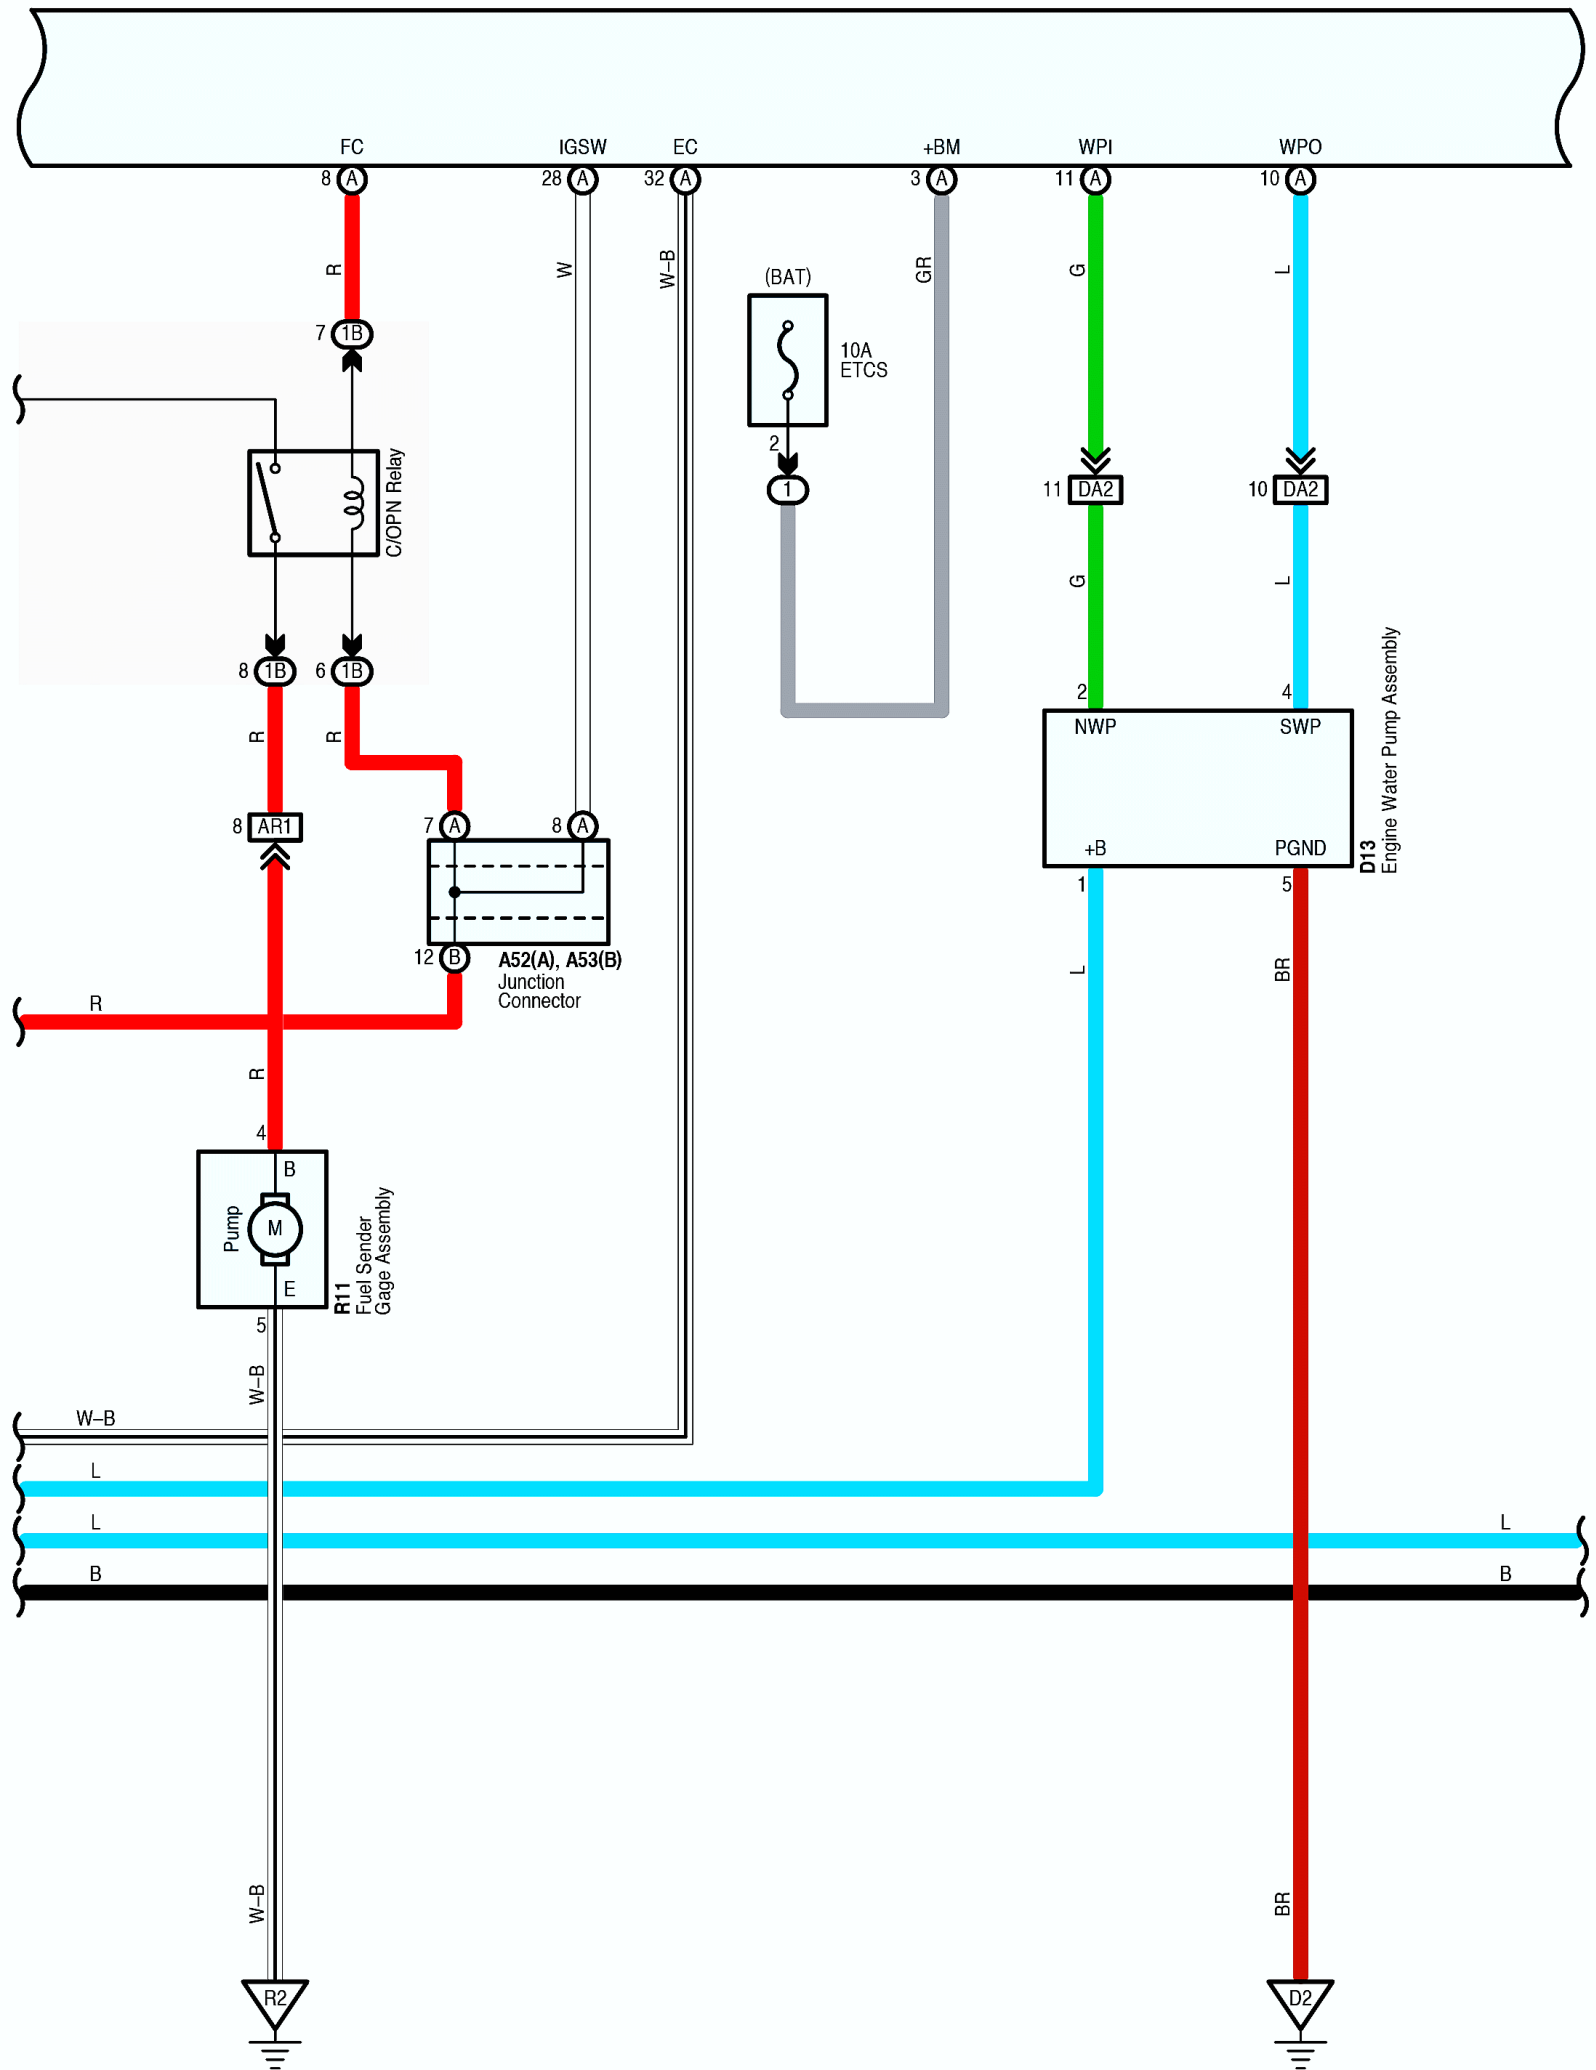 FC IGSW EC +BM WPI WPO
8 A 28 A 32 A 3 A 11 A 10 A
R W W–B GR G L
(BAT)
7 1B
10A
ETCS
2
C/OPN Relay
1 11 DA2 10 DA2
G L
8 1B 6 1B
2 4
Engine Water Pump Assembly
D13
NWP SWP
R R
8 AR1 7 A 8 A
+B PGND
1 5
12 B A52(A), A53(B)
Junction
Connector
L BR
R
R
4
B
Pump
M
E
R11
Fuel Sender
Gage Assembly
5
W–B
W–B
L
L L
B B
W–B BR
R2 D2